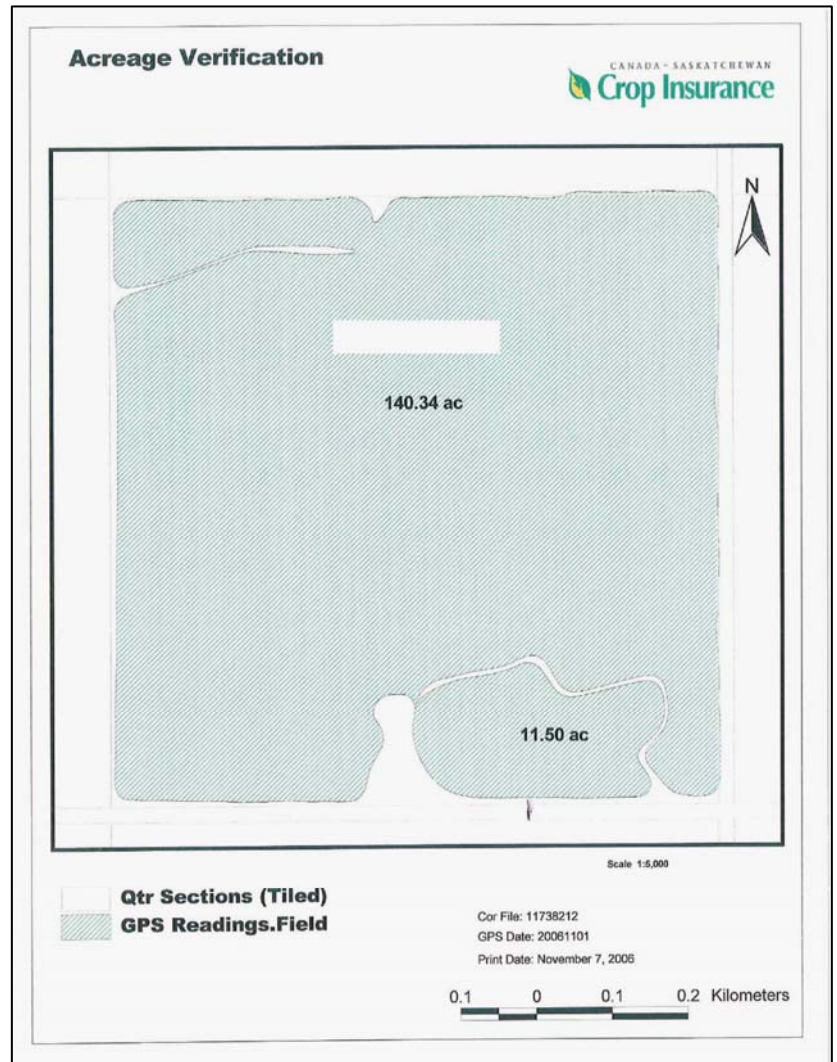 Acreage Verification
CANADA - SASKATCHEWAN
Crop Insurance
N
140.34 ac
11.50 ac
Scale 1:5,000
Qtr Sections (Tiled)
GPS Readings.Field
Cor File: 11738212
GPS Date: 20061101
Print Date: November 7, 2006
0.1 0 0.1 0.2 Kilometers